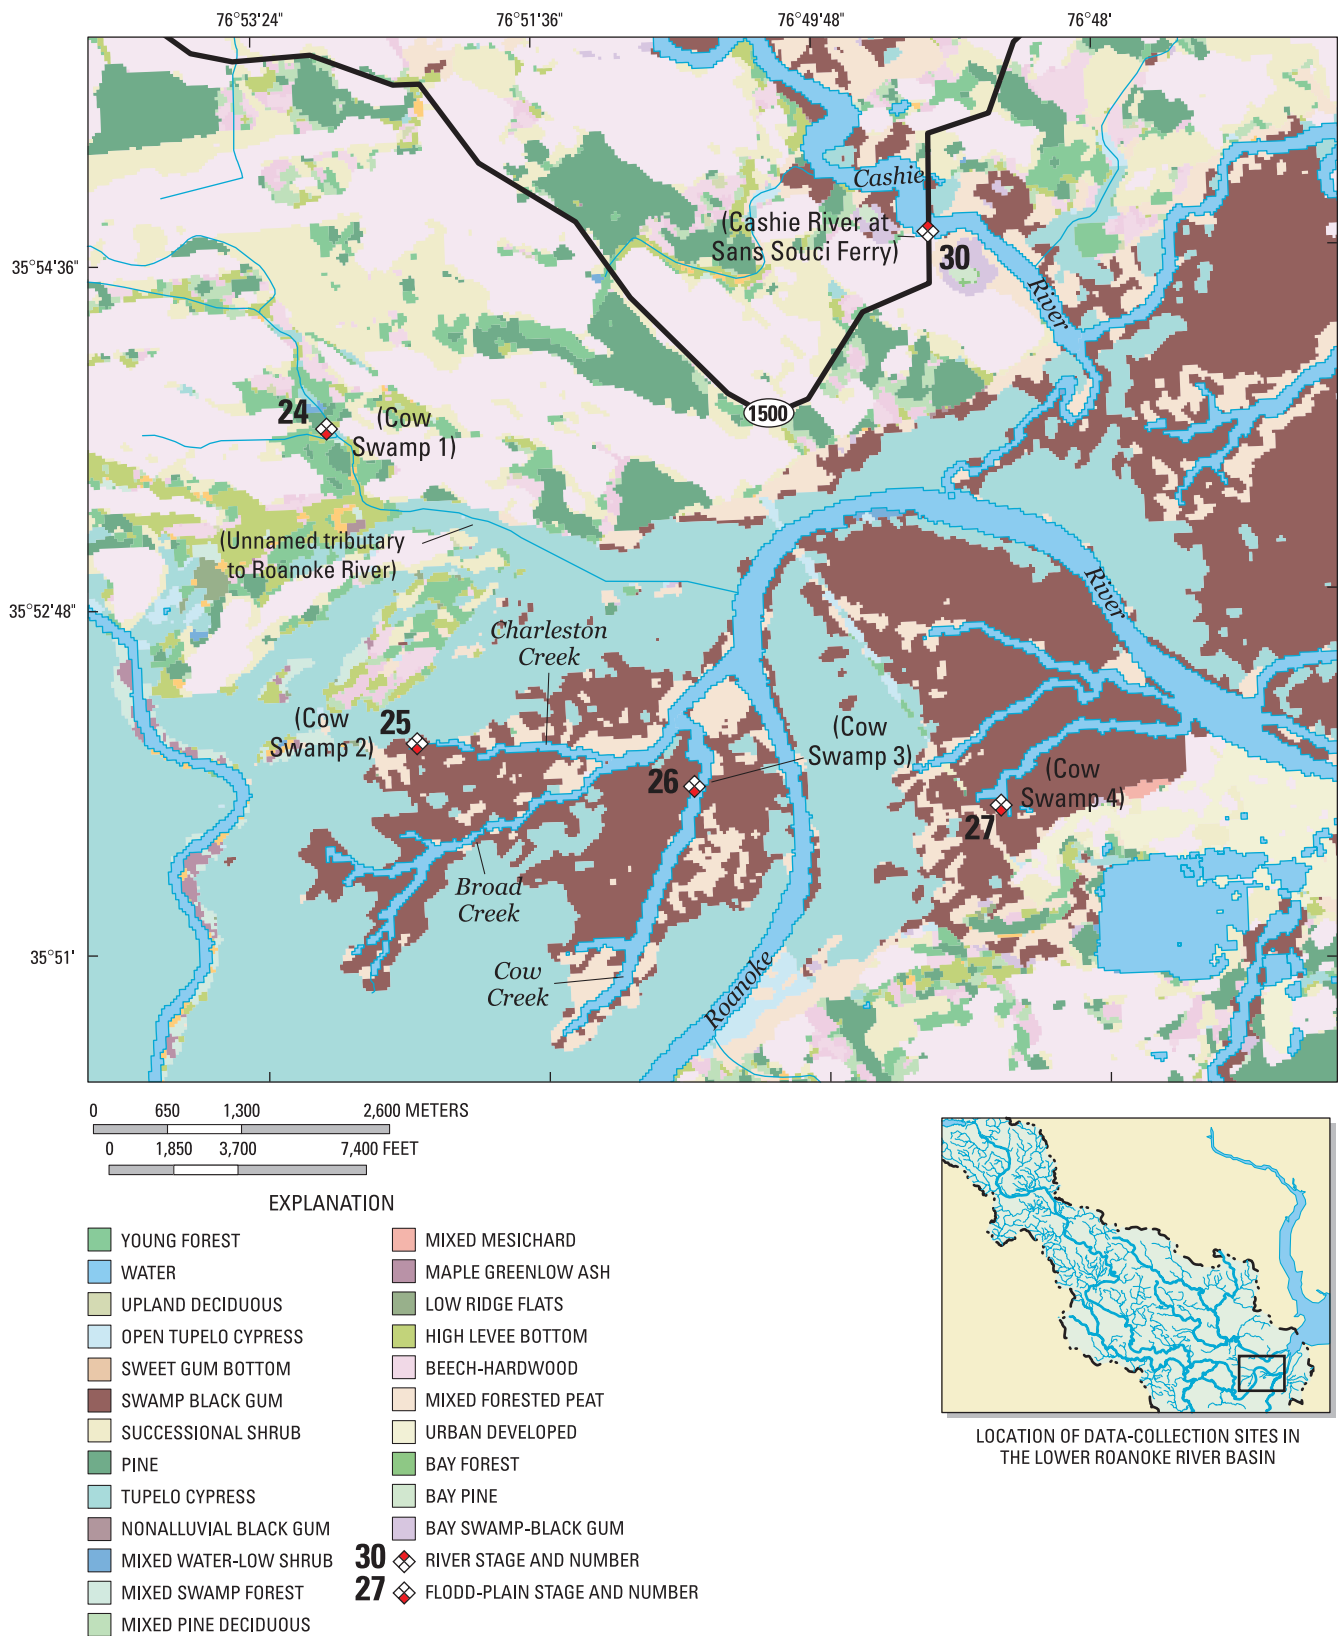 76°53'24"
76°51'36"
76°49'48"
76°48'
Cashie
(Cashie River at
Sans Souci Ferry)
30
35°54'36"
River
24
(Cow
Swamp 1)
1500
(Unnamed tributary
to Roanoke River)
River
35°52'48"
Charleston
Creek
(Cow
Swamp 2)
25
(Cow
Swamp 3)
26
(Cow
Swamp 4)
27
Broad
Creek
35°51'
Cow
Creek
Roanoke
0 650 1,300 2,600 METERS
0 1,850 3,700 7,400 FEET
EXPLANATION
YOUNG FOREST
WATER
UPLAND DECIDUOUS
OPEN TUPELO CYPRESS
SWEET GUM BOTTOM
SWAMP BLACK GUM
SUCCESSIONAL SHRUB
PINE
TUPELO CYPRESS
NONALLUVIAL BLACK GUM
MIXED WATER-LOW SHRUB
MIXED SWAMP FOREST
MIXED PINE DECIDUOUS
MIXED MESICHARD
MAPLE GREENLOW ASH
LOW RIDGE FLATS
HIGH LEVEE BOTTOM
BEECH-HARDWOOD
MIXED FORESTED PEAT
URBAN DEVELOPED
BAY FOREST
BAY PINE
BAY SWAMP-BLACK GUM
30 RIVER STAGE AND NUMBER
27 FLODD-PLAIN STAGE AND NUMBER
LOCATION OF DATA-COLLECTION SITES IN
THE LOWER ROANOKE RIVER BASIN